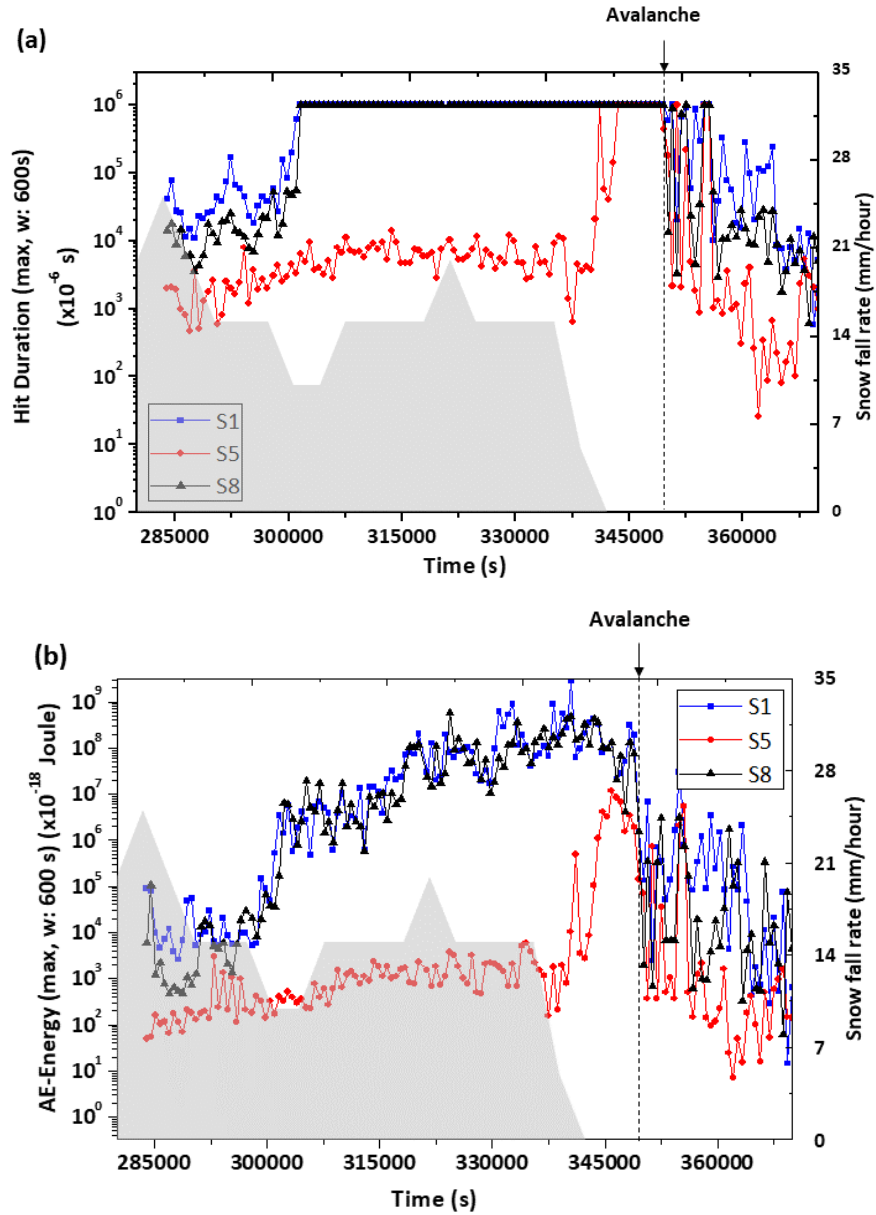 Avalanche
(a)
Hit Duration (max, w: 600s)
(x10⁻⁶ s)
10⁶
10⁵
10⁴
10³
10²
10¹
10⁰
35
28
21
14
7
0
Snow fall rate (mm/hour)
S1
S5
S8
285000 300000 315000 330000 345000 360000
Time (s)
Avalanche
(b)
AE-Energy (max, w: 600 s) (x10⁻¹⁸ Joule)
10⁹
10⁸
10⁷
10⁶
10⁵
10⁴
10³
10²
10¹
10⁰
35
28
21
14
7
0
Snow fall rate (mm/hour)
S1
S5
S8
285000 300000 315000 330000 345000 360000
Time (s)